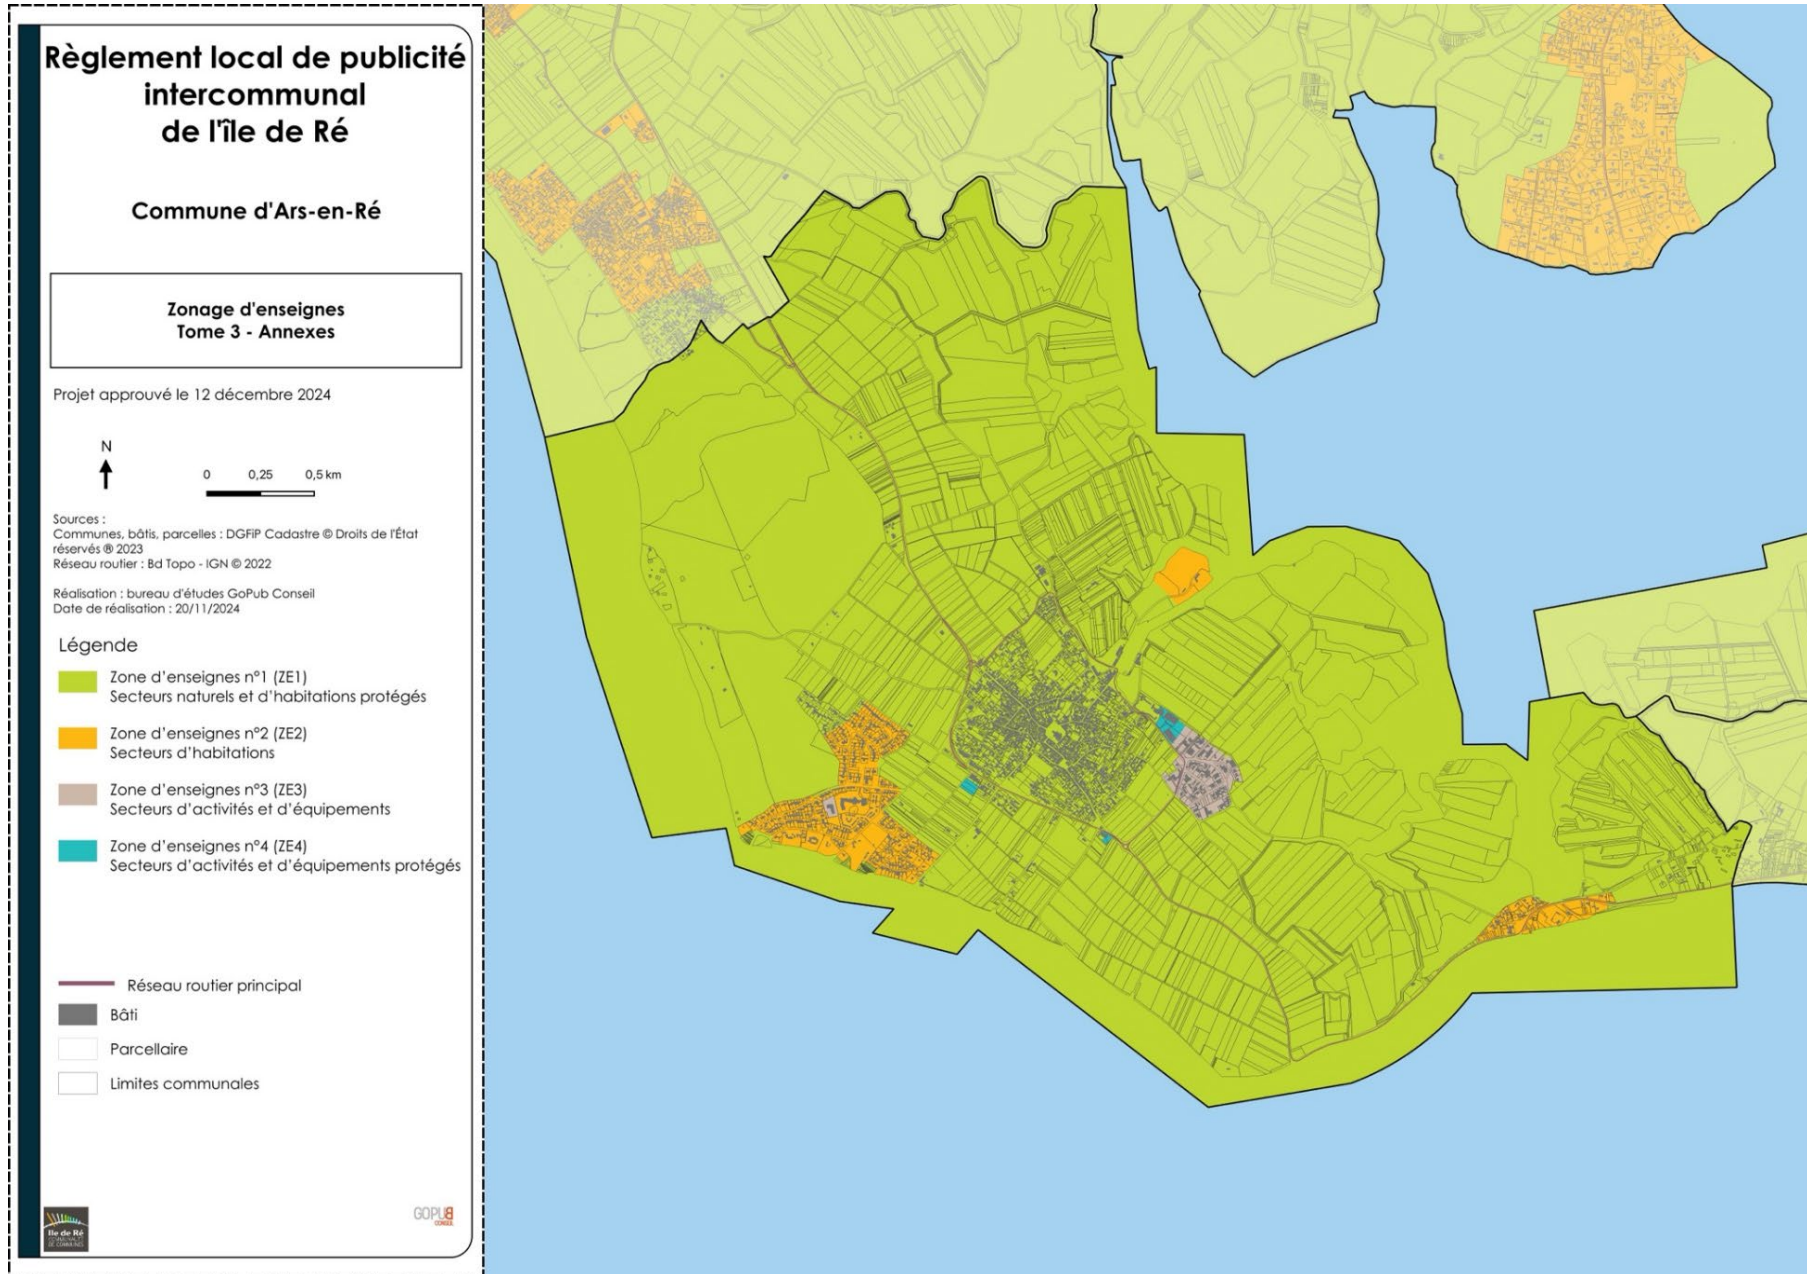 Règlement local de publicité
intercommunal
de l'île de Ré
Commune d'Ars-en-Ré
Zonage d'enseignes
Tome 3 - Annexes
Projet approuvé le 12 décembre 2024
N
0 0,25 0,5 km
Sources :
Communes, bâtis, parcelles : DGFiP Cadastre © Droits de l'État
réservés ® 2023
Réseau routier : Bd Topo - IGN © 2022
Réalisation : bureau d'études GoPub Conseil
Date de réalisation : 20/11/2024
Légende
Zone d'enseignes n°1 (ZE1)
Secteurs naturels et d'habitations protégés
Zone d'enseignes n°2 (ZE2)
Secteurs d'habitations
Zone d'enseignes n°3 (ZE3)
Secteurs d'activités et d'équipements
Zone d'enseignes n°4 (ZE4)
Secteurs d'activités et d'équipements protégés
Réseau routier principal
Bâti
Parcellaire
Limites communales
Ile de Ré
COMMUNAUTÉ
DE COMMUNES
GOPUB
CONSEIL